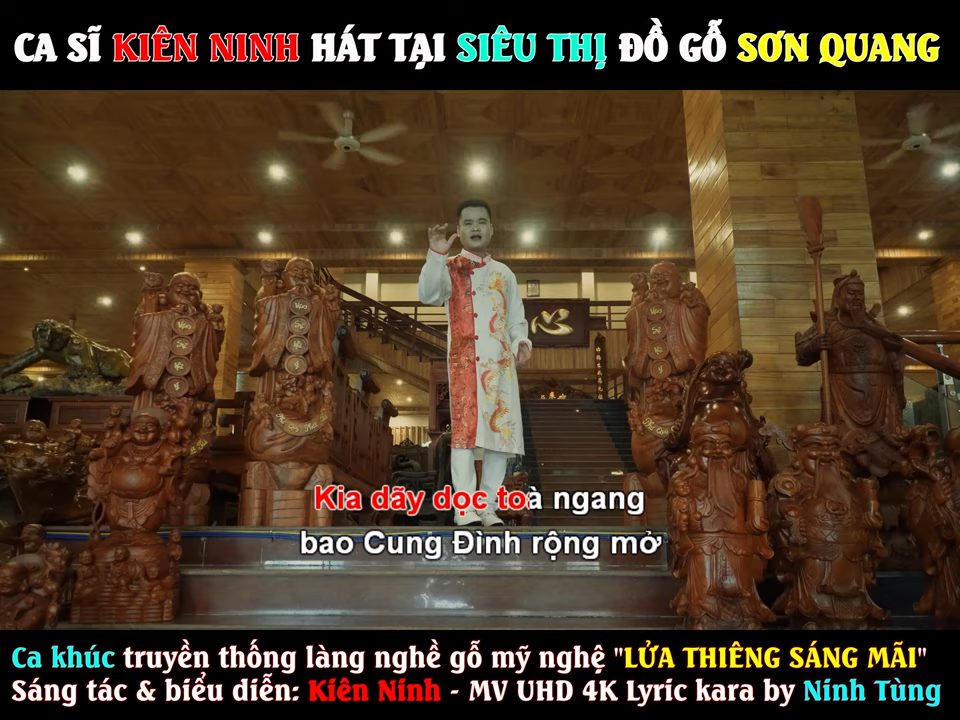 CA SĨ KIÊN NINH HÁT TẠI SIÊU THỊ ĐỒ GỖ SƠN QUANG
心
Kia dãy dọc toà ngang
bao Cung Đình rộng mở
Ca khúc truyền thống làng nghề gỗ mỹ nghệ "LỬA THIÊNG SÁNG MÃI"
Sáng tác & biểu diễn: Kiên Ninh - MV UHD 4K Lyric kara by Ninh Tùng